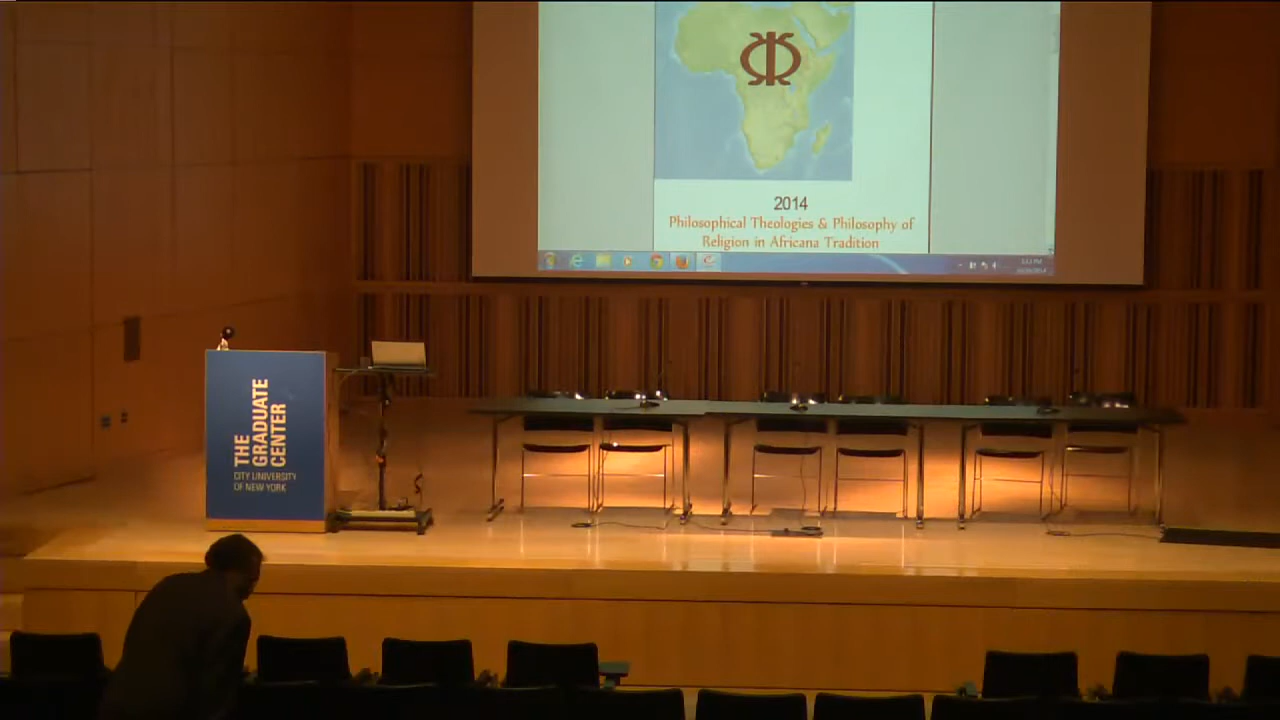 2014
Philosophical Theologies & Philosophy of
Religion in Africana Tradition
THE
GRADUATE
CENTER
CITY UNIVERSITY
OF NEW YORK